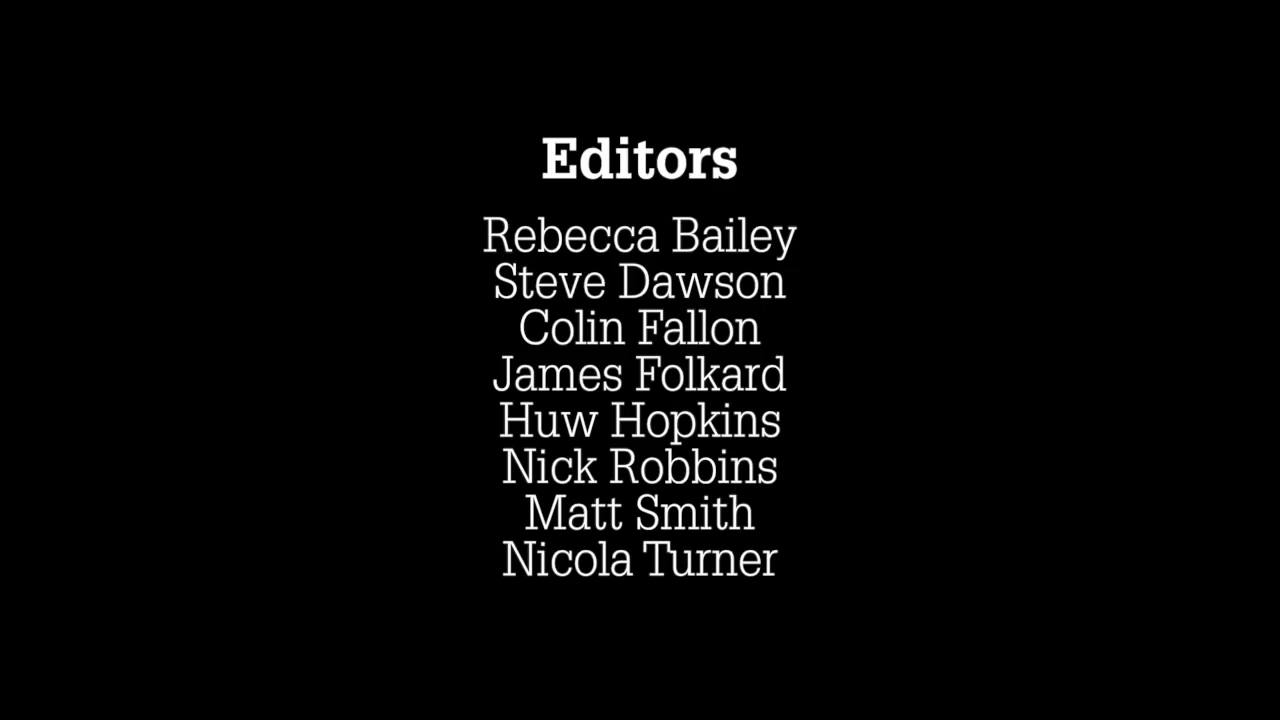 Editors
Rebecca Bailey
Steve Dawson
Colin Fallon
James Folkard
Huw Hopkins
Nick Robbins
Matt Smith
Nicola Turner